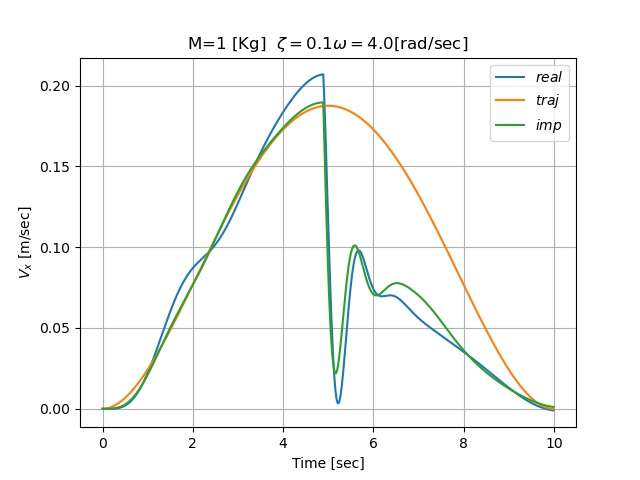 M=1 [Kg]  ζ = 0.1ω = 4.0[rad/sec]
real
traj
imp
0.20
0.15
0.10
0.05
0.00
V_x [m/sec]
0 2 4 6 8 10
Time [sec]